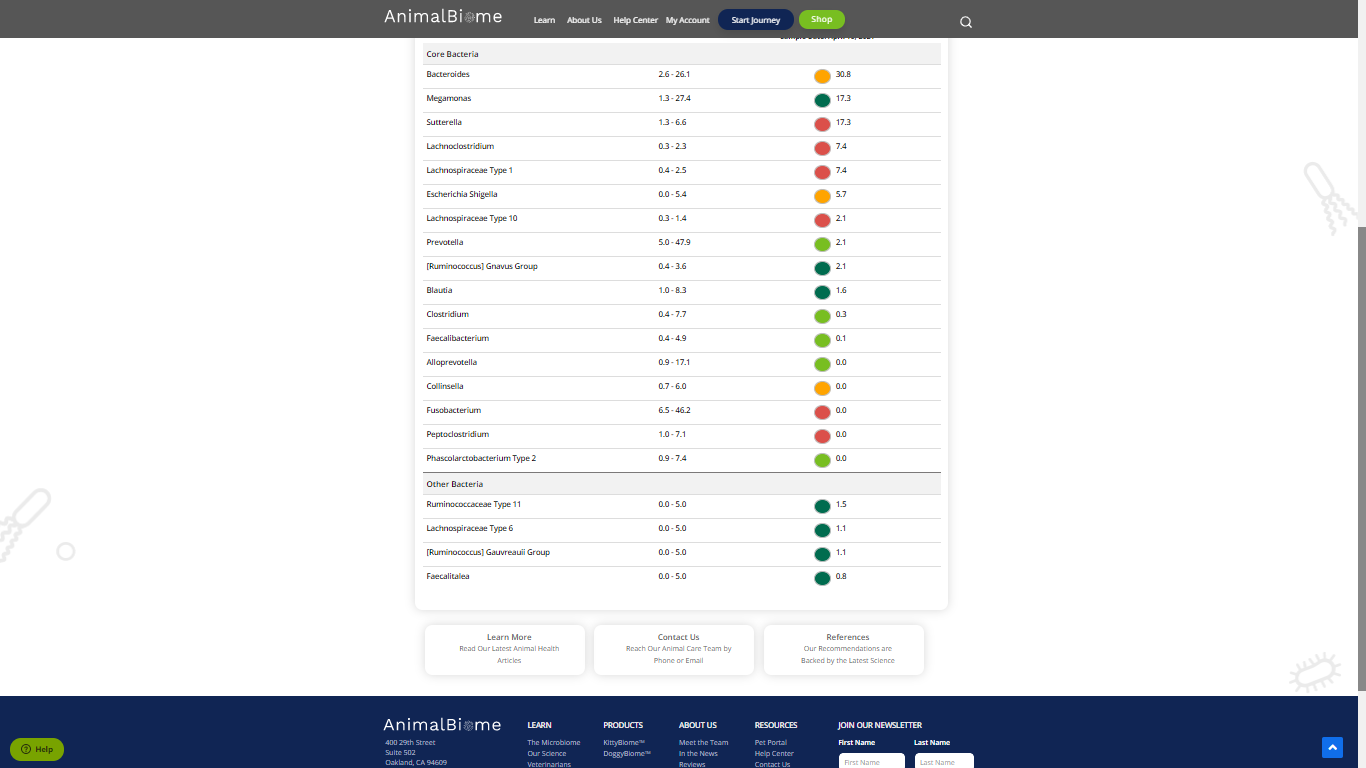 AnimalBiome Learn About Us Help Center My Account Start Journey Shop
Core Bacteria
Bacteroides 2.6 - 26.1 30.8
Megamonas 1.3 - 27.4 17.3
Sutterella 1.3 - 6.6 17.3
Lachnoclostridium 0.3 - 2.3 7.4
Lachnospiraceae Type 1 0.4 - 2.5 7.4
Escherichia Shigella 0.0 - 5.4 5.7
Lachnospiraceae Type 10 0.3 - 1.4 2.1
Prevotella 5.0 - 47.9 2.1
[Ruminococcus] Gnavus Group 0.4 - 3.6 2.1
Blautia 1.0 - 8.3 1.6
Clostridium 0.4 - 7.7 0.3
Faecalibacterium 0.4 - 4.9 0.1
Alloprevotella 0.9 - 17.1 0.0
Collinsella 0.7 - 6.0 0.0
Fusobacterium 6.5 - 46.2 0.0
Peptoclostridium 1.0 - 7.1 0.0
Phascolarctobacterium Type 2 0.9 - 7.4 0.0
Other Bacteria
Ruminococcaceae Type 11 0.0 - 5.0 1.5
Lachnospiraceae Type 6 0.0 - 5.0 1.1
[Ruminococcus] Gauvreauii Group 0.0 - 5.0 1.1
Faecalitalea 0.0 - 5.0 0.8
Learn More
Read Our Latest Animal Health
Articles
Contact Us
Reach Our Animal Care Team by
Phone or Email
References
Our Recommendations are
Backed by the Latest Science
AnimalBiome
400 29th Street
Suite 502
Oakland, CA 94609
LEARN
The Microbiome
Our Science
Veterinarians
PRODUCTS
KittyBiome™
DoggyBiome™
ABOUT US
Meet the Team
In the News
Reviews
RESOURCES
Pet Portal
Help Center
Contact Us
JOIN OUR NEWSLETTER
First Name Last Name
First Name Last Name
Help